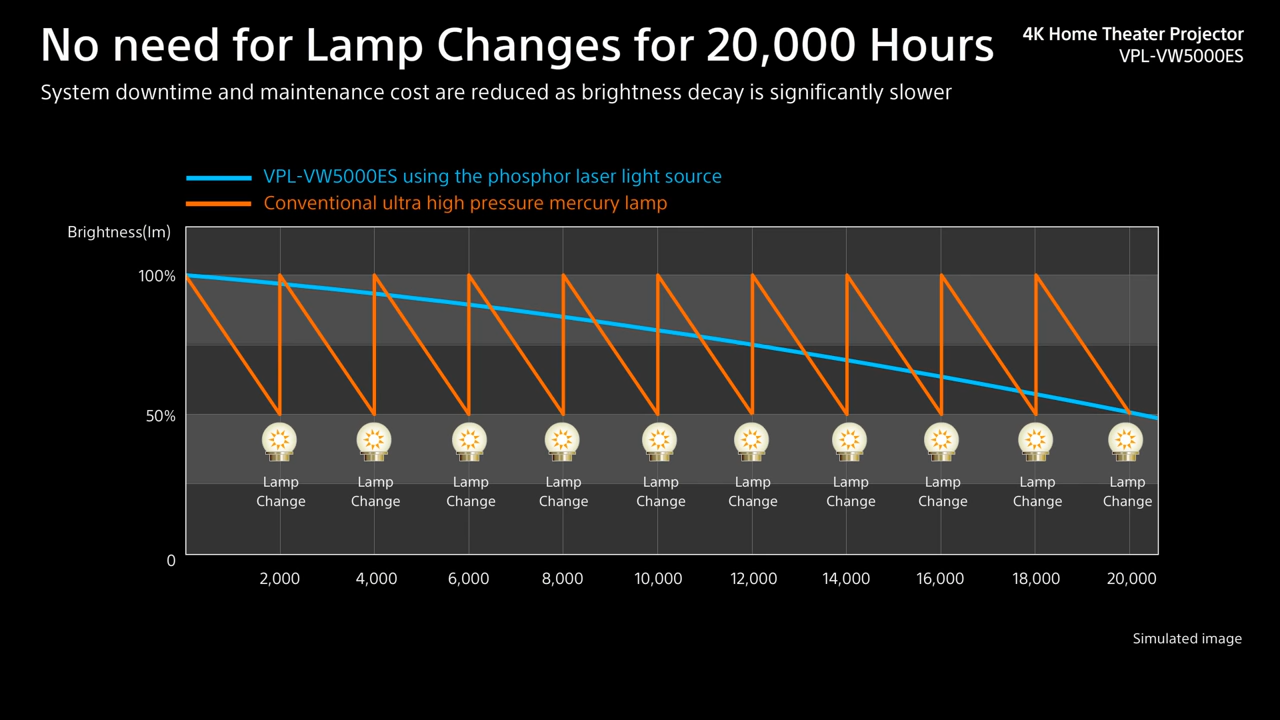 No need for Lamp Changes for 20,000 Hours
4K Home Theater Projector
VPL-VW5000ES
System downtime and maintenance cost are reduced as brightness decay is significantly slower
VPL-VW5000ES using the phosphor laser light source
Conventional ultra high pressure mercury lamp
Brightness(lm)
100%
50%
Lamp Lamp Lamp Lamp Lamp Lamp Lamp Lamp Lamp Lamp
Change Change Change Change Change Change Change Change Change Change
0
2,000 4,000 6,000 8,000 10,000 12,000 14,000 16,000 18,000 20,000
Simulated image